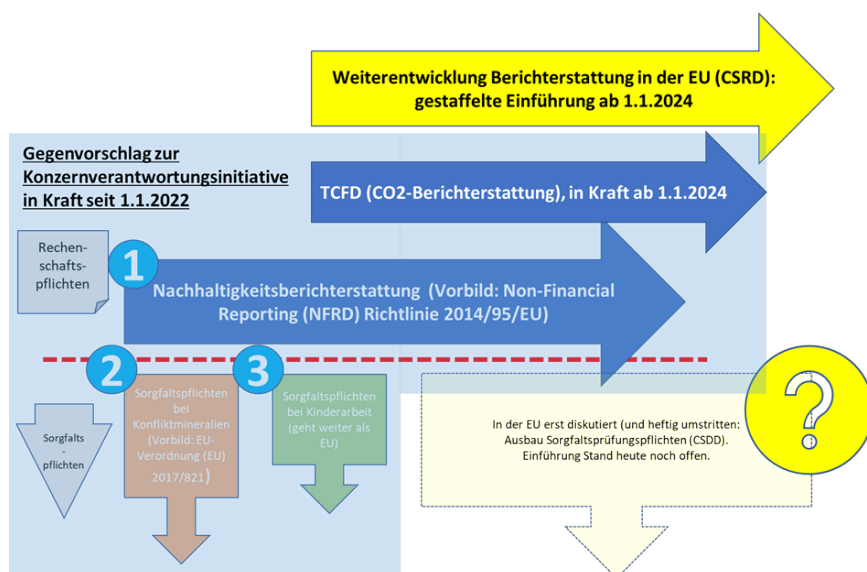 Weiterentwicklung Berichterstattung in der EU (CSRD):
gestaffelte Einführung ab 1.1.2024
Gegenvorschlag zur
Konzernverantwortungsinitiative
in Kraft seit 1.1.2022
TCFD (CO2-Berichterstattung), in Kraft ab 1.1.2024
Rechen-
schafts-
pflichten
1
Nachhaltigkeitsberichterstattung (Vorbild: Non-Financial
Reporting (NFRD) Richtlinie 2014/95/EU)
2
3
Sorgfalts
-
pflichten
Sorgfaltspflichten
bei
Konfliktmineralien
(Vorbild: EU-
Verordnung (EU)
2017/821)
Sorgfaltspflichten
bei Kinderarbeit
(geht weiter als
EU)
In der EU erst diskutiert (und heftig umstritten:
Ausbau Sorgfaltsprüfungspflichten (CSDD).
Einführung Stand heute noch offen.
?